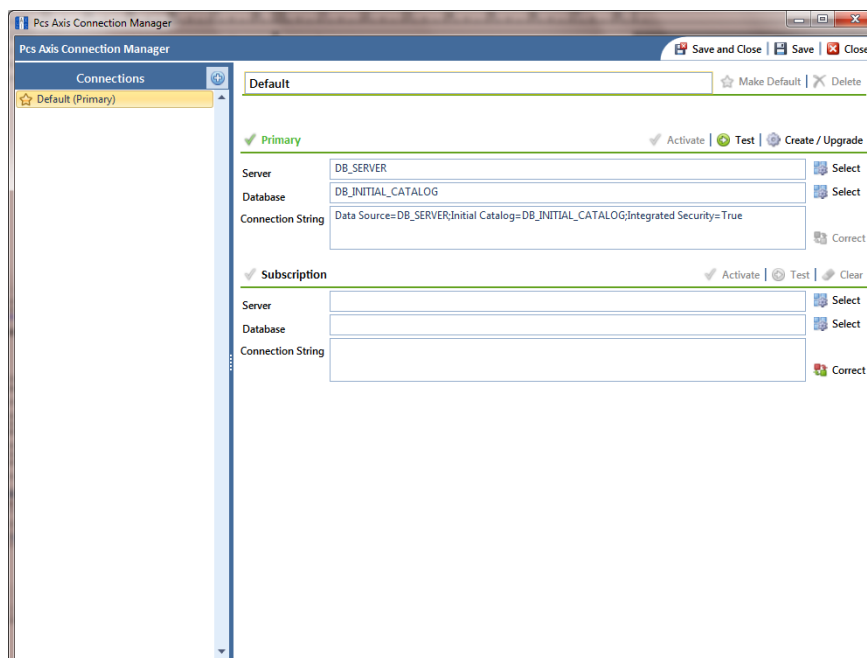 Pcs Axis Connection Manager
Pcs Axis Connection Manager
Save and Close | Save | Close
Connections
Default (Primary)
Default
Make Default | Delete
Primary
Activate | Test | Create / Upgrade
Server
DB_SERVER
Select
Database
DB_INITIAL_CATALOG
Select
Connection String
Data Source=DB_SERVER;Initial Catalog=DB_INITIAL_CATALOG;Integrated Security=True
Correct
Subscription
Activate | Test | Clear
Server
Select
Database
Select
Connection String
Correct